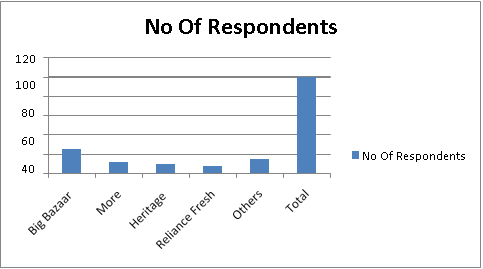 No Of Respondents
120
100
80
60
40
Big Bazaar
More
Heritage
Reliance Fresh
Others
Total
No Of Respondents